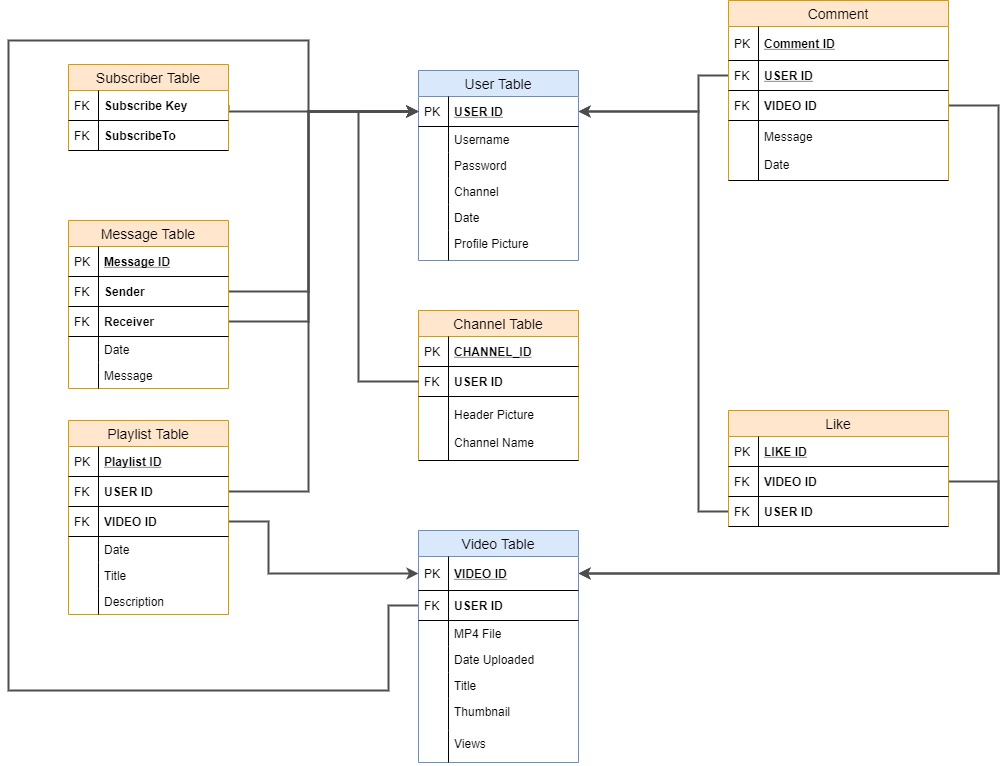 Subscriber Table
FK Subscribe Key
FK SubscribeTo
Message Table
PK Message ID
FK Sender
FK Receiver
Date
Message
Playlist Table
PK Playlist ID
FK USER ID
FK VIDEO ID
Date
Title
Description
User Table
PK USER ID
Username
Password
Channel
Date
Profile Picture
Channel Table
PK CHANNEL_ID
FK USER ID
Header Picture
Channel Name
Video Table
PK VIDEO ID
FK USER ID
MP4 File
Date Uploaded
Title
Thumbnail
Views
Comment
PK Comment ID
FK USER ID
FK VIDEO ID
Message
Date
Like
PK LIKE ID
FK VIDEO ID
FK USER ID